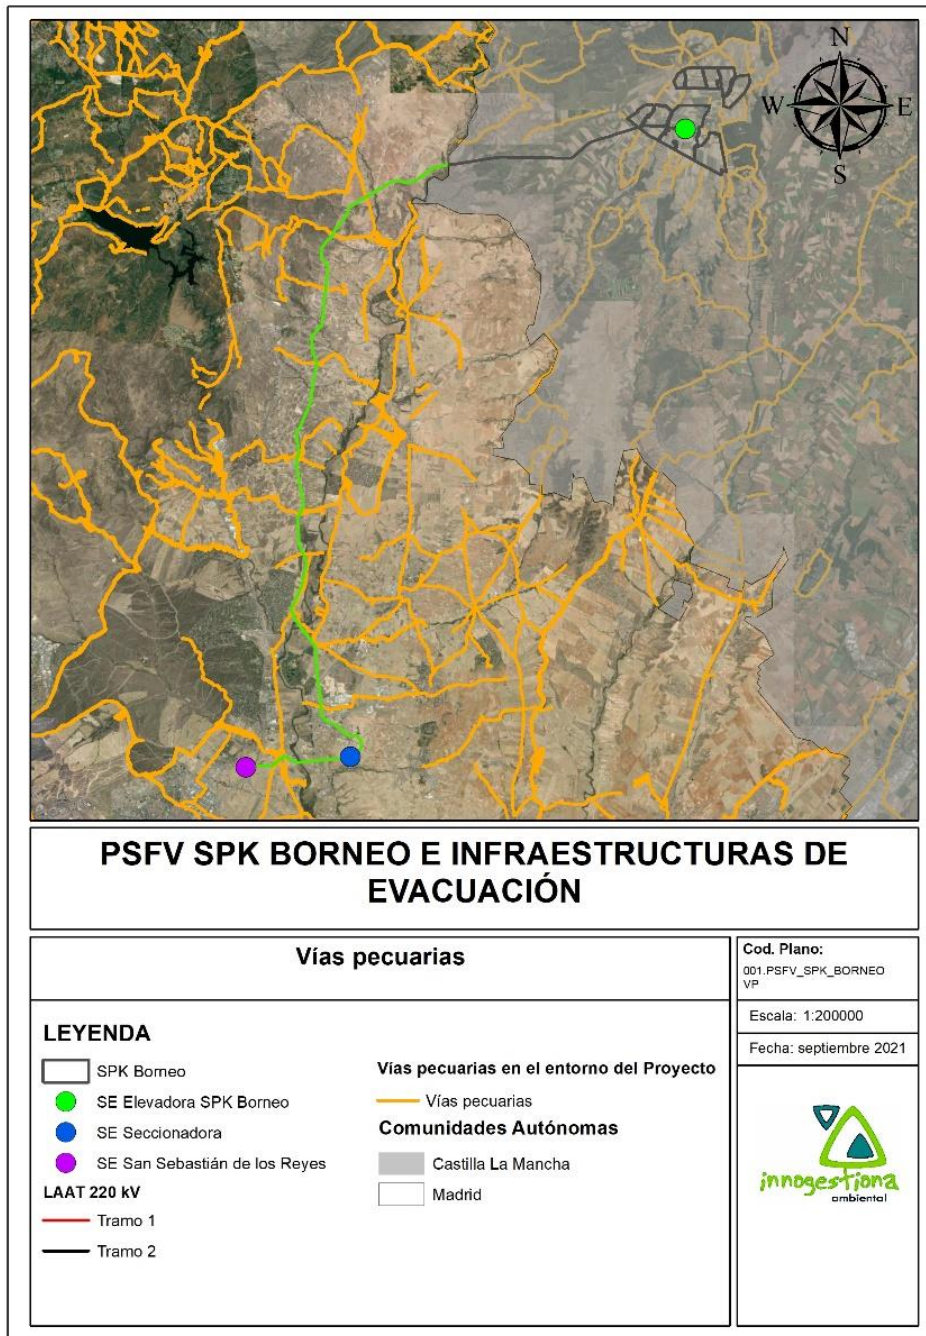 N
W
E
S
PSFV SPK BORNEO E INFRAESTRUCTURAS DE
EVACUACIÓN
Vías pecuarias
Cod. Plano:
001.PSFV_SPK_BORNEO
VP
Escala: 1:200000
Fecha: septiembre 2021
LEYENDA
SPK Borneo
SE Elevadora SPK Borneo
SE Seccionadora
SE San Sebastián de los Reyes
LAAT 220 kV
Tramo 1
Tramo 2
Vías pecuarias en el entorno del Proyecto
Vías pecuarias
Comunidades Autónomas
Castilla La Mancha
Madrid
innogestiona
ambiental